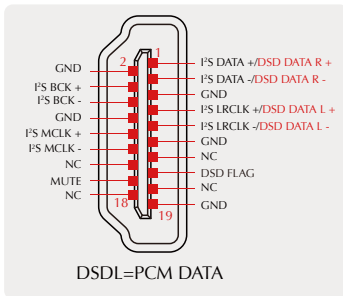 2
1
GND
I²S BCK +
I²S BCK -
GND
I²S MCLK +
I²S MCLK -
NC
MUTE
NC
18
I²S DATA +/DSD DATA R +
I²S DATA -/DSD DATA R -
GND
I²S LRCLK +/DSD DATA L +
I²S LRCLK -/DSD DATA L -
GND
NC
DSD FLAG
NC
GND
19
DSDL=PCM DATA